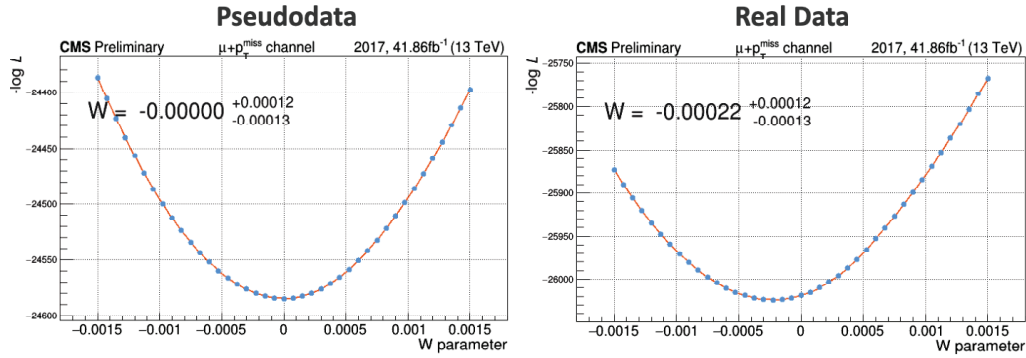 Pseudodata
CMS Preliminary μ+p_T^miss channel 2017, 41.86fb⁻¹ (13 TeV)
-log L
W = -0.00000 +0.00012 -0.00013
−24400
−24450
−24500
−24550
−24600
−0.0015 −0.001 −0.0005 0 0.0005 0.001 0.0015
W parameter
Real Data
CMS Preliminary μ+p_T^miss channel 2017, 41.86fb⁻¹ (13 TeV)
-log L
W = -0.00022 +0.00012 -0.00013
−25750
−25800
−25850
−25900
−25950
−26000
−0.0015 −0.001 −0.0005 0 0.0005 0.001 0.0015
W parameter